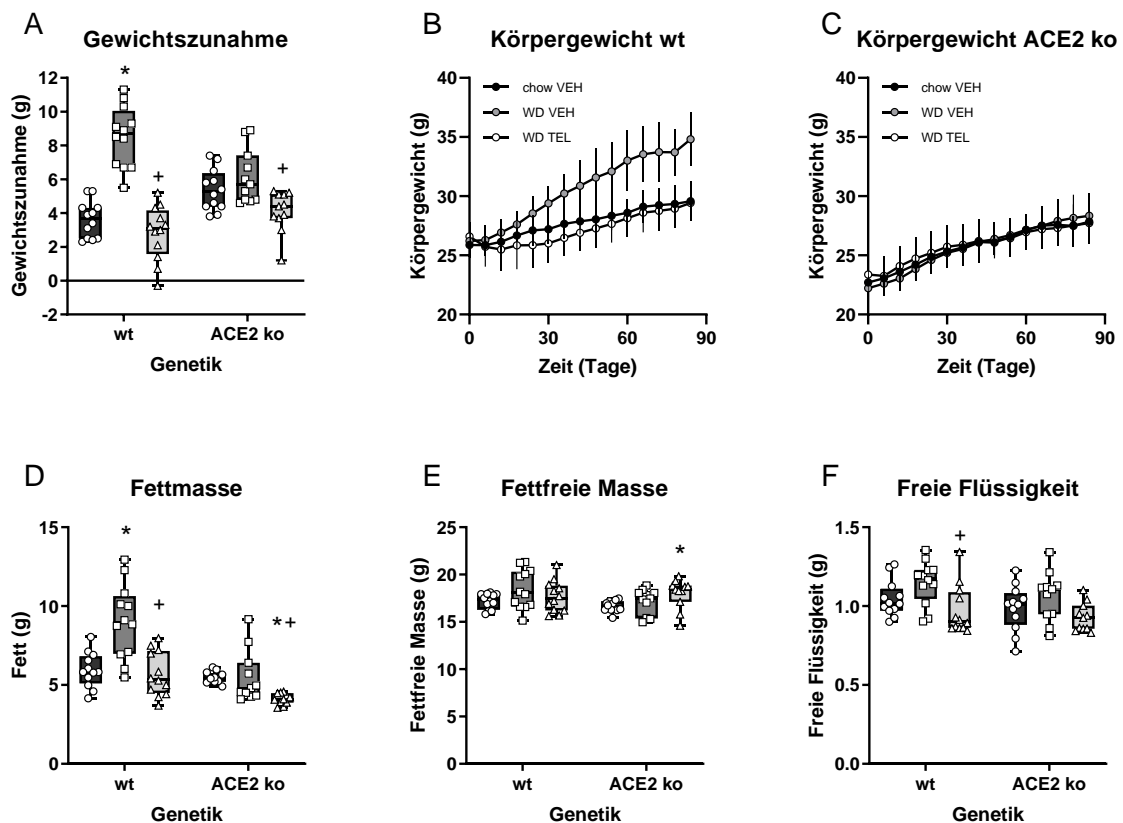 A
Gewichtszunahme
Gewichtszunahme (g)
12
10
8
6
4
2
0
-2
*
+
+
wt
ACE2 ko
Genetik
B
Körpergewicht wt
chow VEH
WD VEH
WD TEL
Körpergewicht (g)
40
35
30
25
20
0
30
60
90
Zeit (Tage)
C
Körpergewicht ACE2 ko
chow VEH
WD VEH
WD TEL
Körpergewicht (g)
40
35
30
25
20
0
30
60
90
Zeit (Tage)
D
Fettmasse
Fett (g)
15
10
5
0
*
+
* +
wt
ACE2 ko
Genetik
E
Fettfreie Masse
Fettfreie Masse (g)
25
20
15
10
5
0
*
wt
ACE2 ko
Genetik
F
Freie Flüssigkeit
Freie Flüssigkeit (g)
1.5
1.0
0.5
0.0
+
wt
ACE2 ko
Genetik